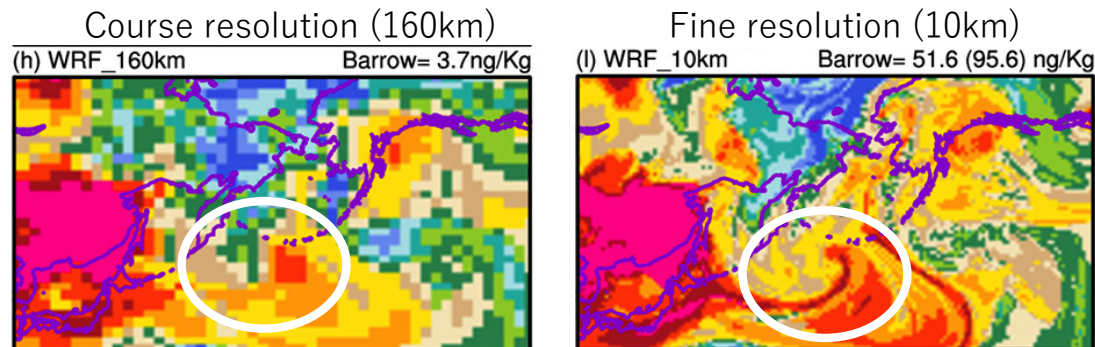 Course resolution (160km)
(h) WRF_160km Barrow= 3.7ng/Kg
Fine resolution (10km)
(l) WRF_10km Barrow= 51.6 (95.6) ng/Kg